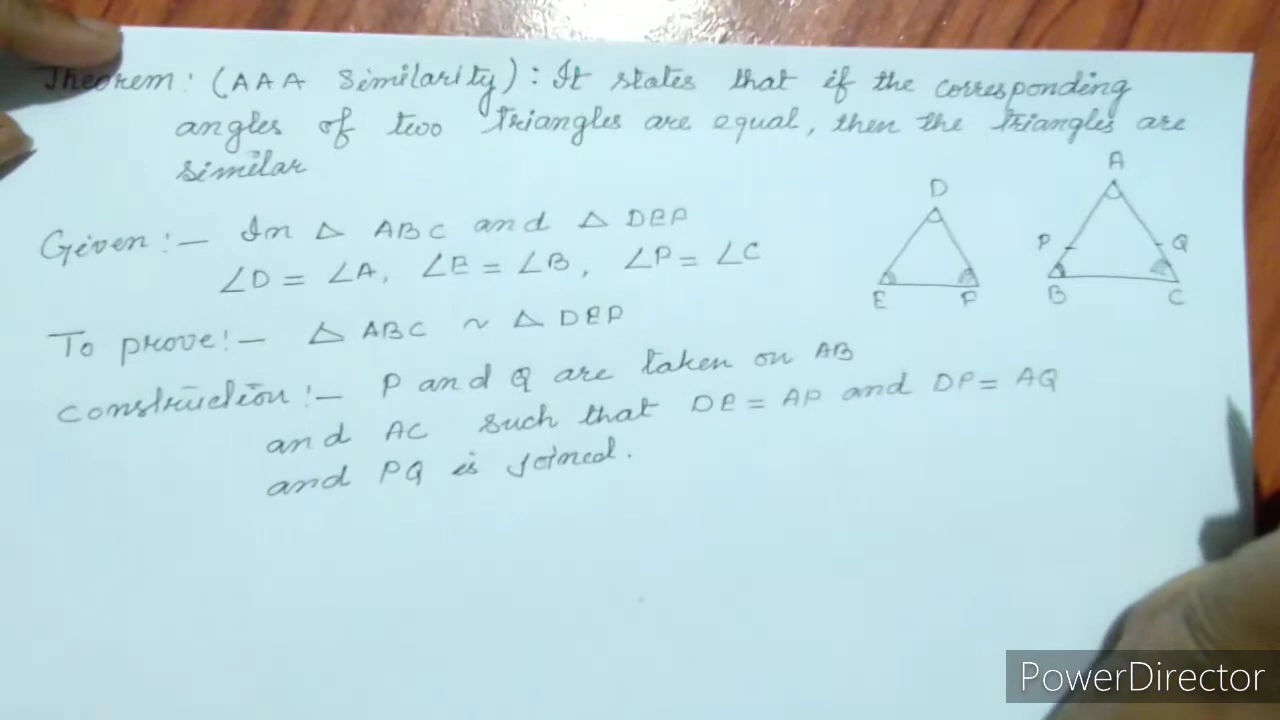 Theorem: (AAA Similarity): It states that if the corresponding
angles of two triangles are equal, then the triangles are
similar
Given:— In △ ABC and △ DEF
∠D = ∠A, ∠E = ∠B, ∠F = ∠C
To prove:— △ ABC ~ △ DEF
Construction:— P and Q are taken on AB
and AC such that DE = AP and DF = AQ
and PQ is joined.
D
E F
A
P Q
B C
PowerDirector